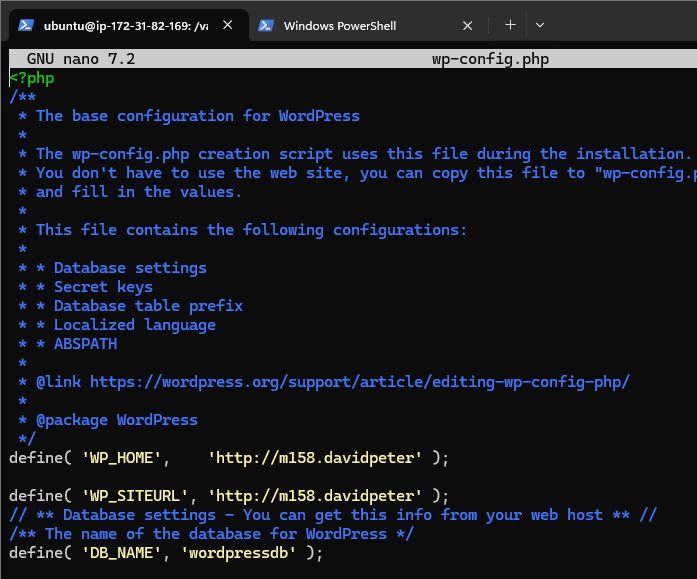 ubuntu@ip-172-31-82-169: /va
Windows PowerShell
GNU nano 7.2 wp-config.php
<?php
/**
 * The base configuration for WordPress
 *
 * The wp-config.php creation script uses this file during the installation.
 * You don't have to use the web site, you can copy this file to "wp-config.p
 * and fill in the values.
 *
 * This file contains the following configurations:
 *
 * * Database settings
 * * Secret keys
 * * Database table prefix
 * * Localized language
 * * ABSPATH
 *
 * @link https://wordpress.org/support/article/editing-wp-config-php/
 *
 * @package WordPress
 */
define( 'WP_HOME',    'http://m158.davidpeter' );
define( 'WP_SITEURL', 'http://m158.davidpeter' );
// ** Database settings - You can get this info from your web host ** //
/** The name of the database for WordPress */
define( 'DB_NAME', 'wordpressdb' );